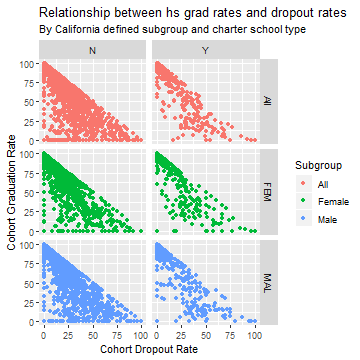 Relationship between hs grad rates and dropout rates
By California defined subgroup and charter school type
N Y
100
75
50
25
0
All
100
75
50
25
0
FEM
100
75
50
25
0
MAL
0 25 50 75 100 0 25 50 75 100
Cohort Dropout Rate
Cohort Graduation Rate
Subgroup
All
Female
Male